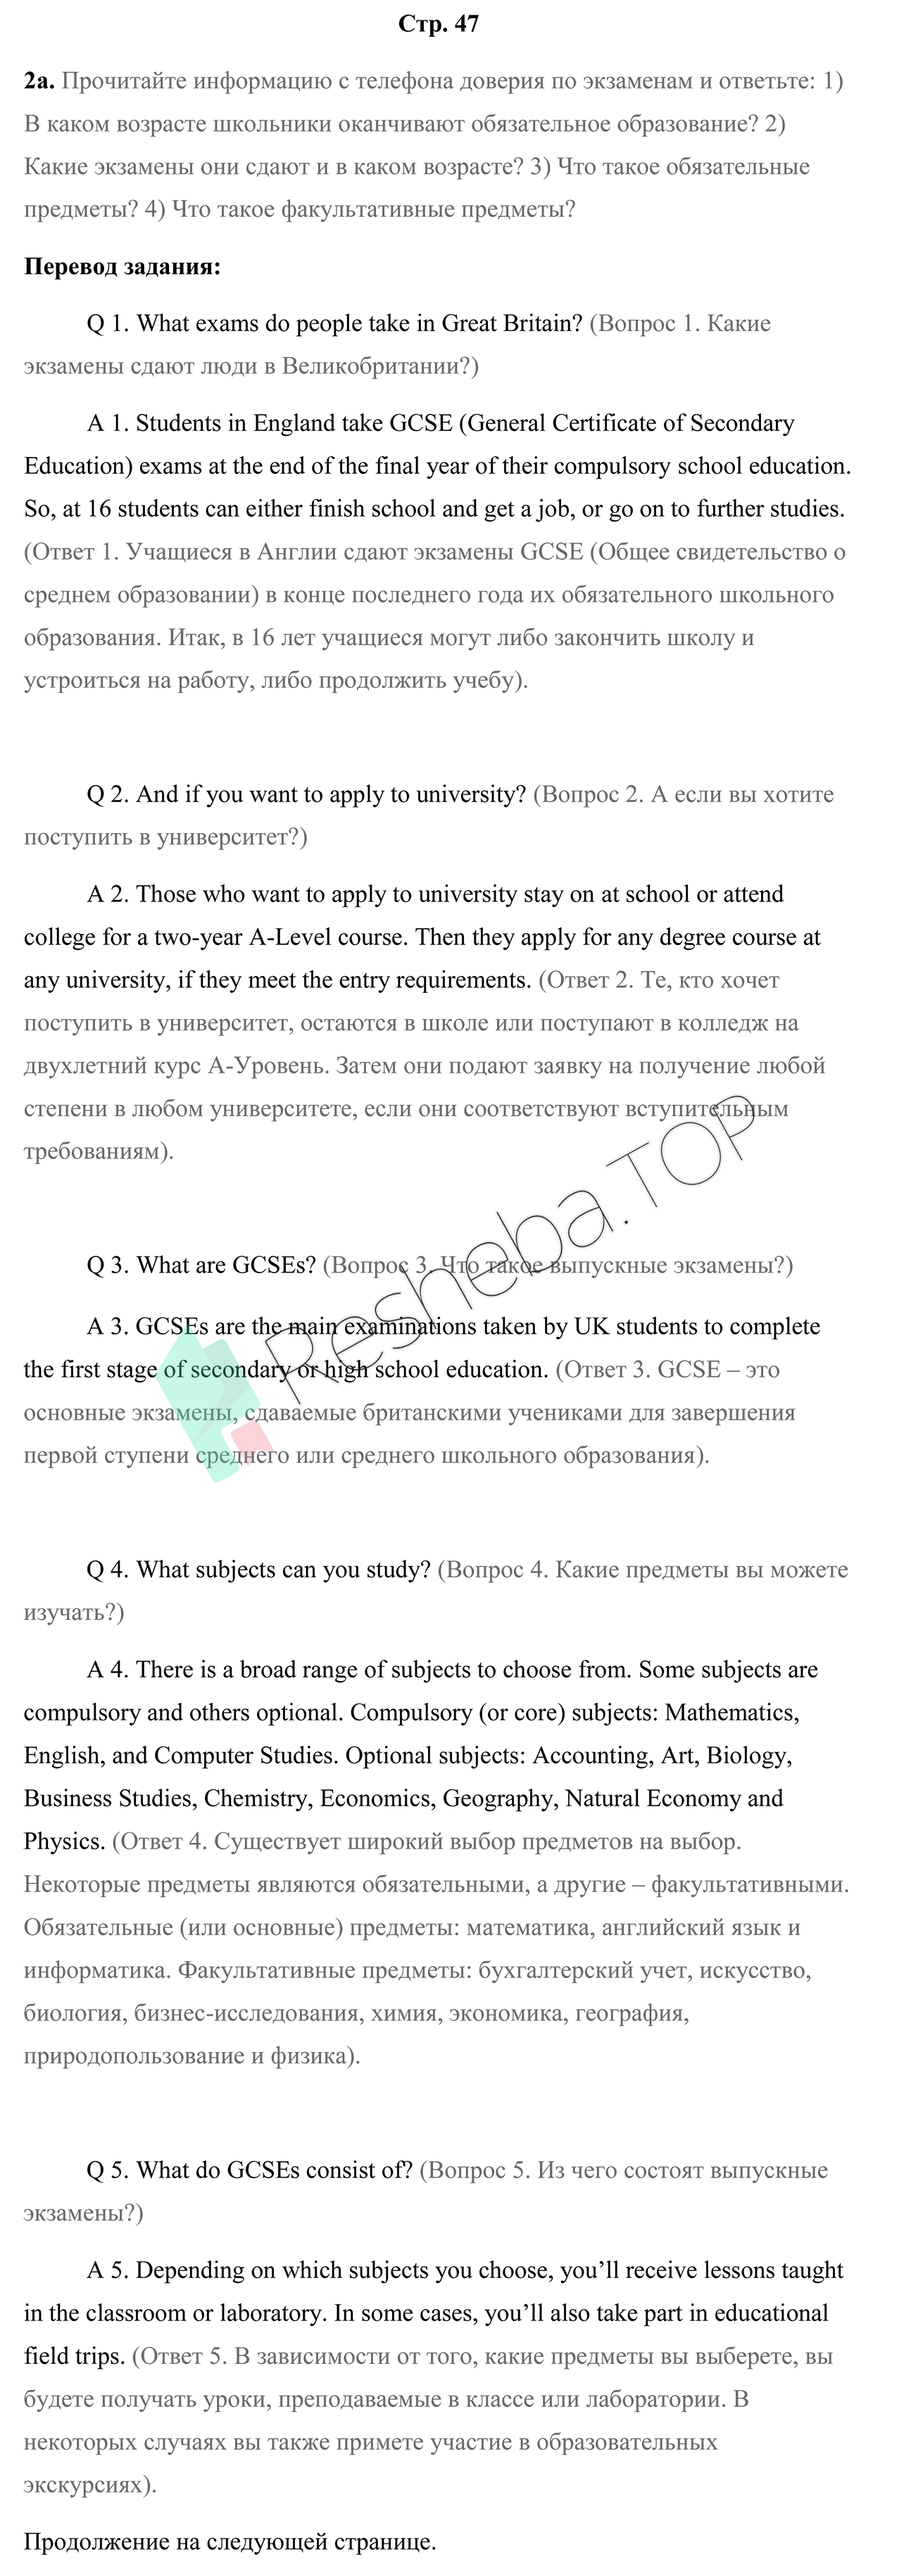 Стр. 47
2a. Прочитайте информацию с телефона доверия по экзаменам и ответьте: 1)
В каком возрасте школьники оканчивают обязательное образование? 2)
Какие экзамены они сдают и в каком возрасте? 3) Что такое обязательные
предметы? 4) Что такое факультативные предметы?
Перевод задания:
Q 1. What exams do people take in Great Britain? (Вопрос 1. Какие
экзамены сдают люди в Великобритании?)
A 1. Students in England take GCSE (General Certificate of Secondary
Education) exams at the end of the final year of their compulsory school education.
So, at 16 students can either finish school and get a job, or go on to further studies.
(Ответ 1. Учащиеся в Англии сдают экзамены GCSE (Общее свидетельство о
среднем образовании) в конце последнего года их обязательного школьного
образования. Итак, в 16 лет учащиеся могут либо закончить школу и
устроиться на работу, либо продолжить учебу).
Q 2. And if you want to apply to university? (Вопрос 2. А если вы хотите
поступить в университет?)
A 2. Those who want to apply to university stay on at school or attend
college for a two-year A-Level course. Then they apply for any degree course at
any university, if they meet the entry requirements. (Ответ 2. Те, кто хочет
поступить в университет, остаются в школе или поступают в колледж на
двухлетний курс А-Уровень. Затем они подают заявку на получение любой
степени в любом университете, если они соответствуют вступительным
требованиям).
Q 3. What are GCSEs? (Вопрос 3. Что такое выпускные экзамены?)
A 3. GCSEs are the main examinations taken by UK students to complete
the first stage of secondary or high school education. (Ответ 3. GCSE – это
основные экзамены, сдаваемые британскими учениками для завершения
первой ступени среднего или среднего школьного образования).
Resheba.TOP
Q 4. What subjects can you study? (Вопрос 4. Какие предметы вы можете
изучать?)
A 4. There is a broad range of subjects to choose from. Some subjects are
compulsory and others optional. Compulsory (or core) subjects: Mathematics,
English, and Computer Studies. Optional subjects: Accounting, Art, Biology,
Business Studies, Chemistry, Economics, Geography, Natural Economy and
Physics. (Ответ 4. Существует широкий выбор предметов на выбор.
Некоторые предметы являются обязательными, а другие – факультативными.
Обязательные (или основные) предметы: математика, английский язык и
информатика. Факультативные предметы: бухгалтерский учет, искусство,
биология, бизнес-исследования, химия, экономика, география,
природопользование и физика).
Q 5. What do GCSEs consist of? (Вопрос 5. Из чего состоят выпускные
экзамены?)
A 5. Depending on which subjects you choose, you’ll receive lessons taught
in the classroom or laboratory. In some cases, you’ll also take part in educational
field trips. (Ответ 5. В зависимости от того, какие предметы вы выберете, вы
будете получать уроки, преподаваемые в классе или лаборатории. В
некоторых случаях вы также примете участие в образовательных
экскурсиях).
Продолжение на следующей странице.